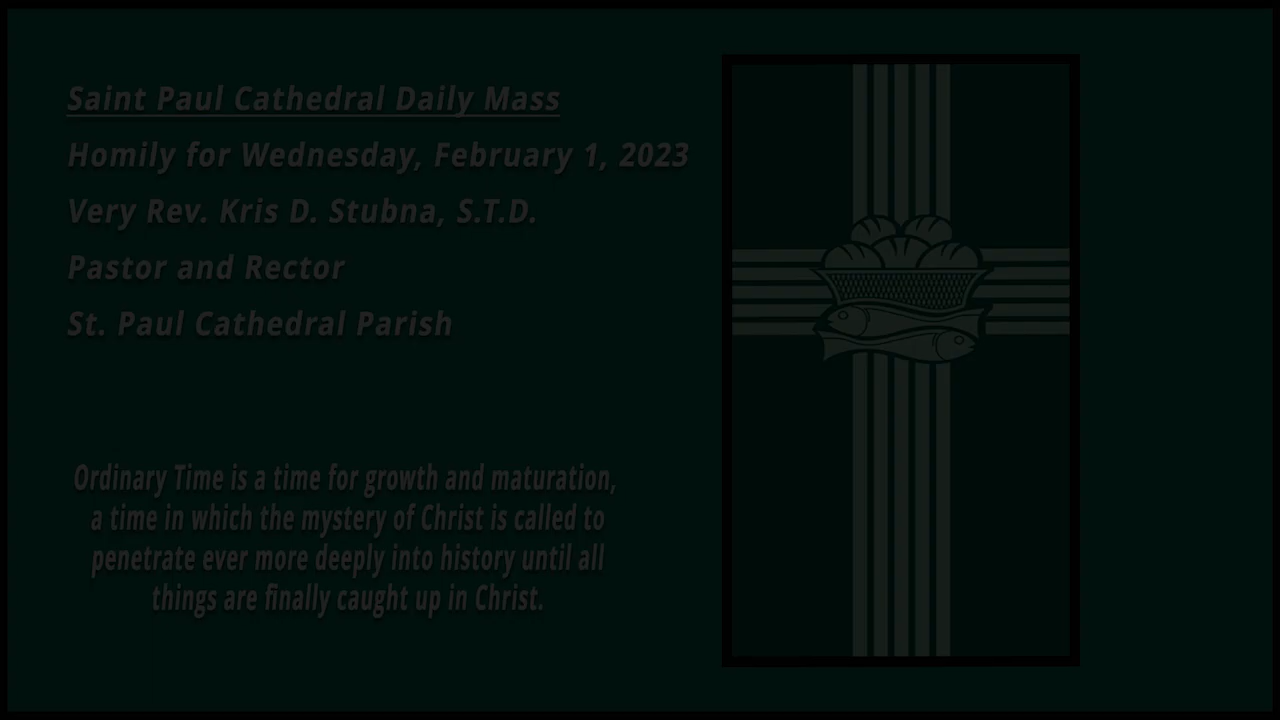 Saint Paul Cathedral Daily Mass
Homily for Wednesday, February 1, 2023
Very Rev. Kris D. Stubna, S.T.D.
Pastor and Rector
St. Paul Cathedral Parish
Ordinary Time is a time for growth and maturation,
a time in which the mystery of Christ is called to
penetrate ever more deeply into history until all
things are finally caught up in Christ.